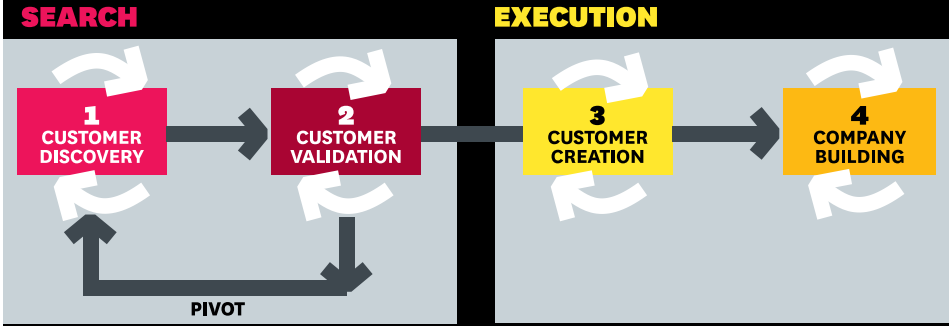 SEARCH
EXECUTION
1
CUSTOMER
DISCOVERY
2
CUSTOMER
VALIDATION
3
CUSTOMER
CREATION
4
COMPANY
BUILDING
PIVOT